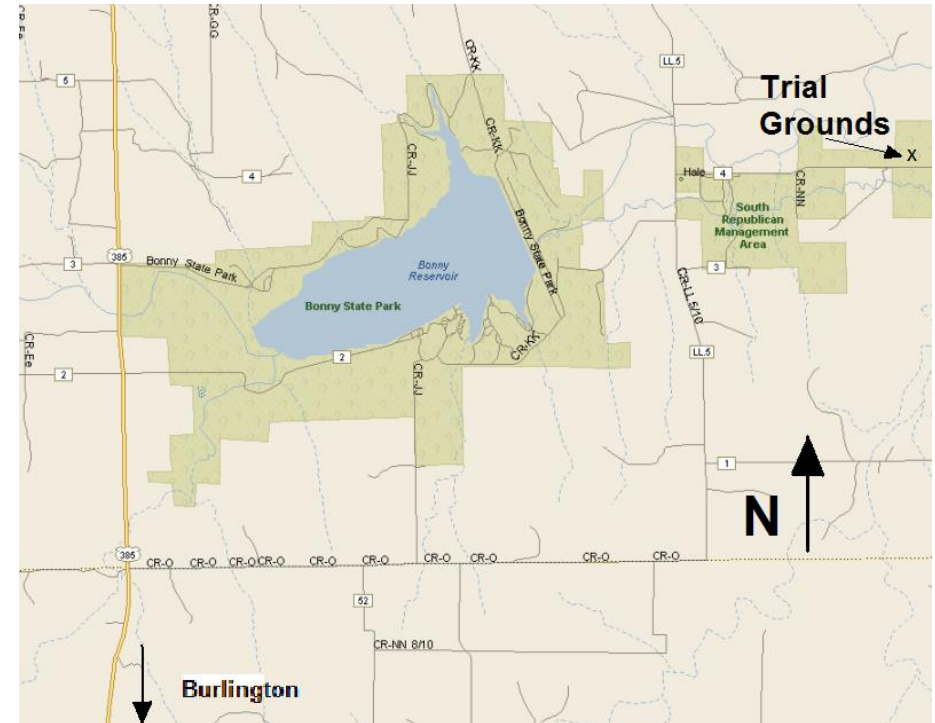 CR-Ee
CR-GG
CR-KK
LL.5
5
Trial
Grounds
X
CR-KK
CR-JJ
4
Hale
4
CR-NN
South
Republican
Management
Area
Bonny State Park
385
3
Bonny State Park
Bonny
Reservoir
3
Bonny State Park
CR-LL 5/10
CR-Ee
2
CR-KK
LL.5
2
CR-JJ
1
N
385
CR-O
CR-O
CR-O
CR-O
CR-O
CR-O
CR-O
CR-O
CR-O
CR-O
52
CR-NN 8/10
Burlington